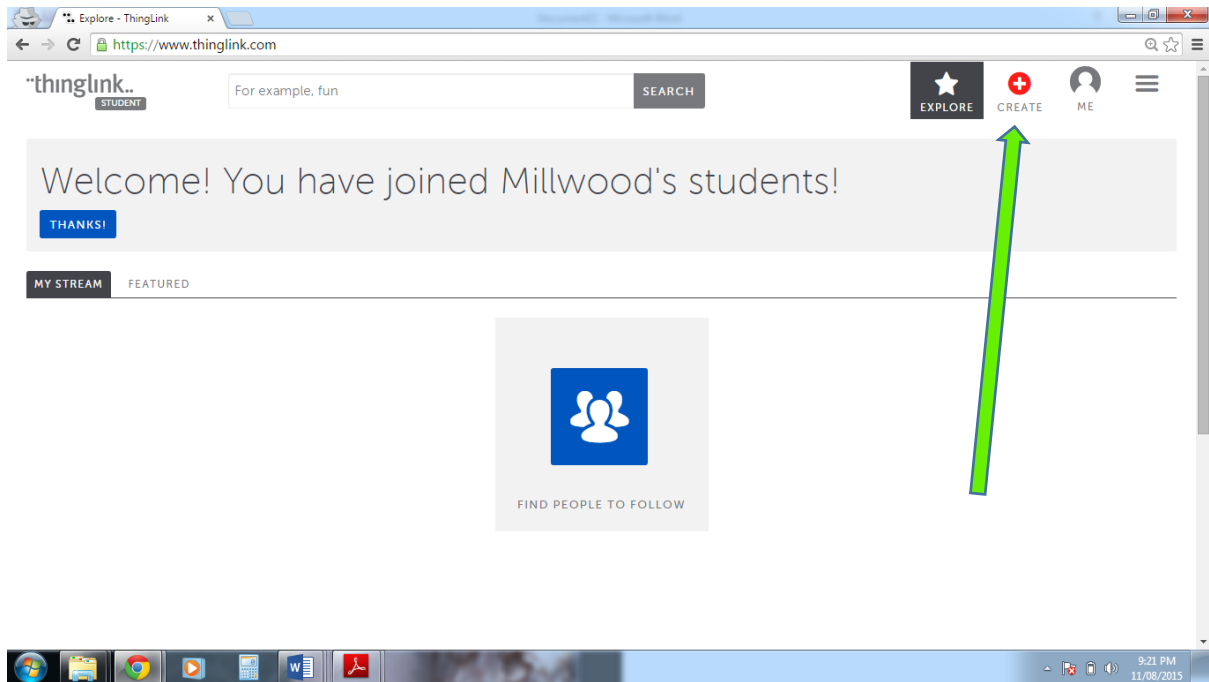 Explore - ThingLink
https://www.thinglink.com
thinglink..
STUDENT
For example, fun
SEARCH
EXPLORE
CREATE
ME
Welcome! You have joined Millwood's students!
THANKS!
MY STREAM
FEATURED
FIND PEOPLE TO FOLLOW
9:21 PM
11/08/2015